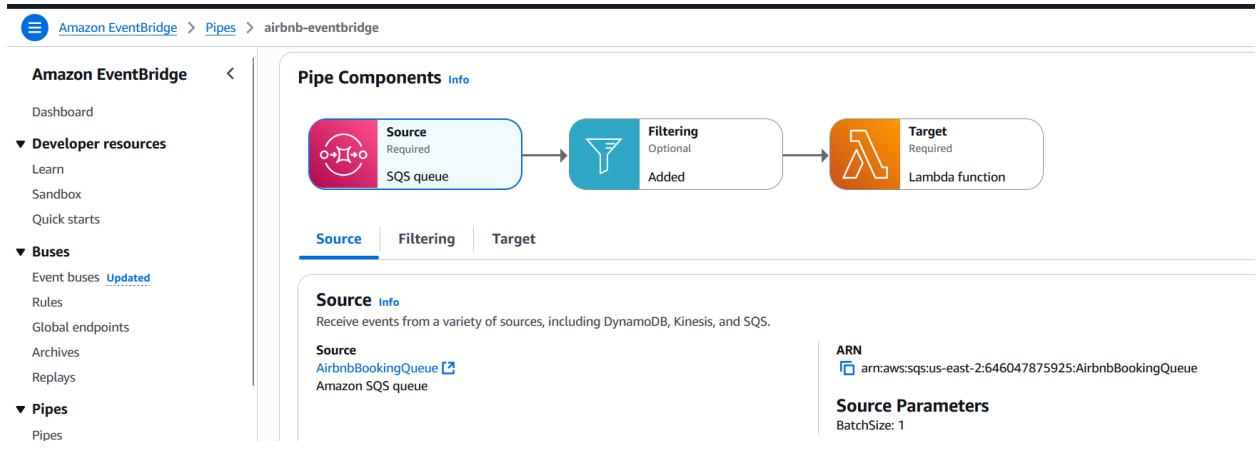 Amazon EventBridge > Pipes > airbnb-eventbridge
Amazon EventBridge
Dashboard
Developer resources
Learn
Sandbox
Quick starts
Buses
Event buses Updated
Rules
Global endpoints
Archives
Replays
Pipes
Pipes
Pipe Components Info
Source
Required
SQS queue
Filtering
Optional
Added
Target
Required
Lambda function
Source Filtering Target
Source Info
Receive events from a variety of sources, including DynamoDB, Kinesis, and SQS.
Source
AirbnbBookingQueue
Amazon SQS queue
ARN
arn:aws:sqs:us-east-2:646047875925:AirbnbBookingQueue
Source Parameters
BatchSize: 1